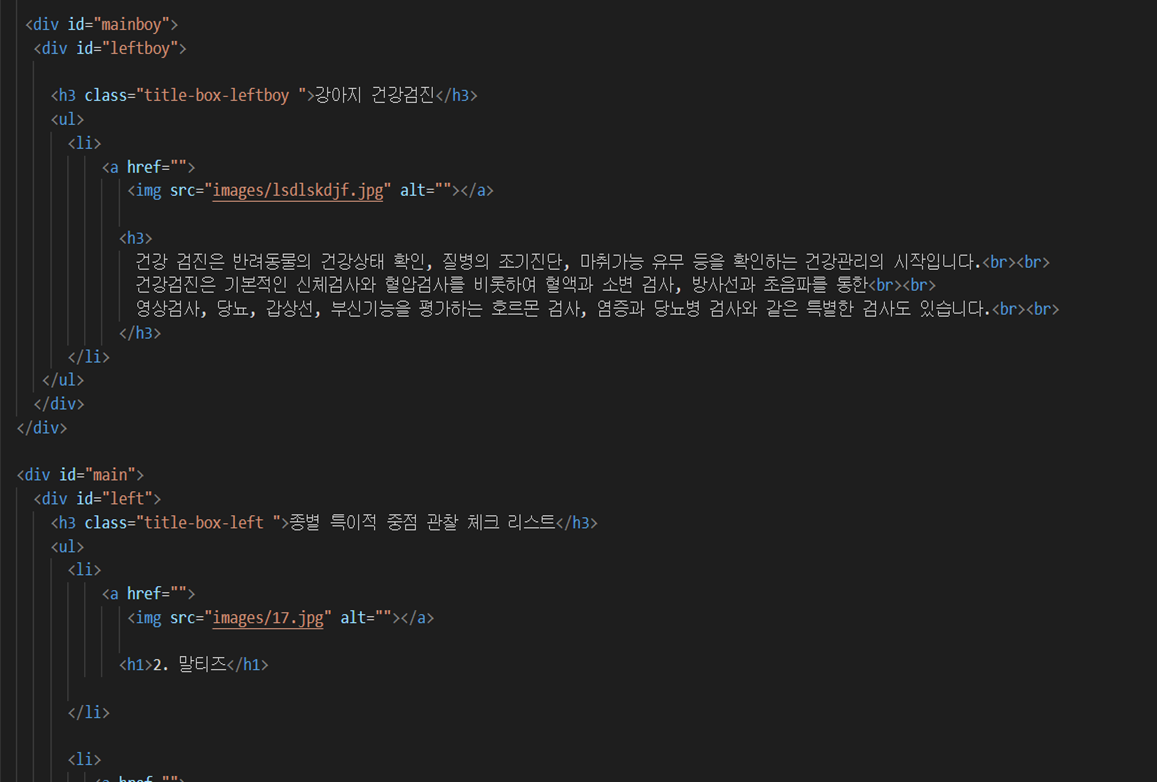 <div id="mainboy">
<div id="leftboy">
<h3 class="title-box-leftboy ">강아지 건강검진</h3>
<ul>
<li>
<a href="">
<img src="images/lsdlskdjf.jpg" alt=""></a>
<h3>
건강 검진은 반려동물의 건강상태 확인, 질병의 조기진단, 마취가능 유무 등을 확인하는 건강관리의 시작입니다.<br><br>
건강검진은 기본적인 신체검사와 혈압검사를 비롯하여 혈액과 소변 검사, 방사선과 초음파를 통한<br><br>
영상검사, 당뇨, 갑상선, 부신기능을 평가하는 호르몬 검사, 염증과 당뇨병 검사와 같은 특별한 검사도 있습니다.<br><br>
</h3>
</li>
</ul>
</div>
</div>
<div id="main">
<div id="left">
<h3 class="title-box-left ">종별 특이적 중점 관찰 체크 리스트</h3>
<ul>
<li>
<a href="">
<img src="images/17.jpg" alt=""></a>
<h1>2. 말티즈</h1>
</li>
<li>
<a href="">